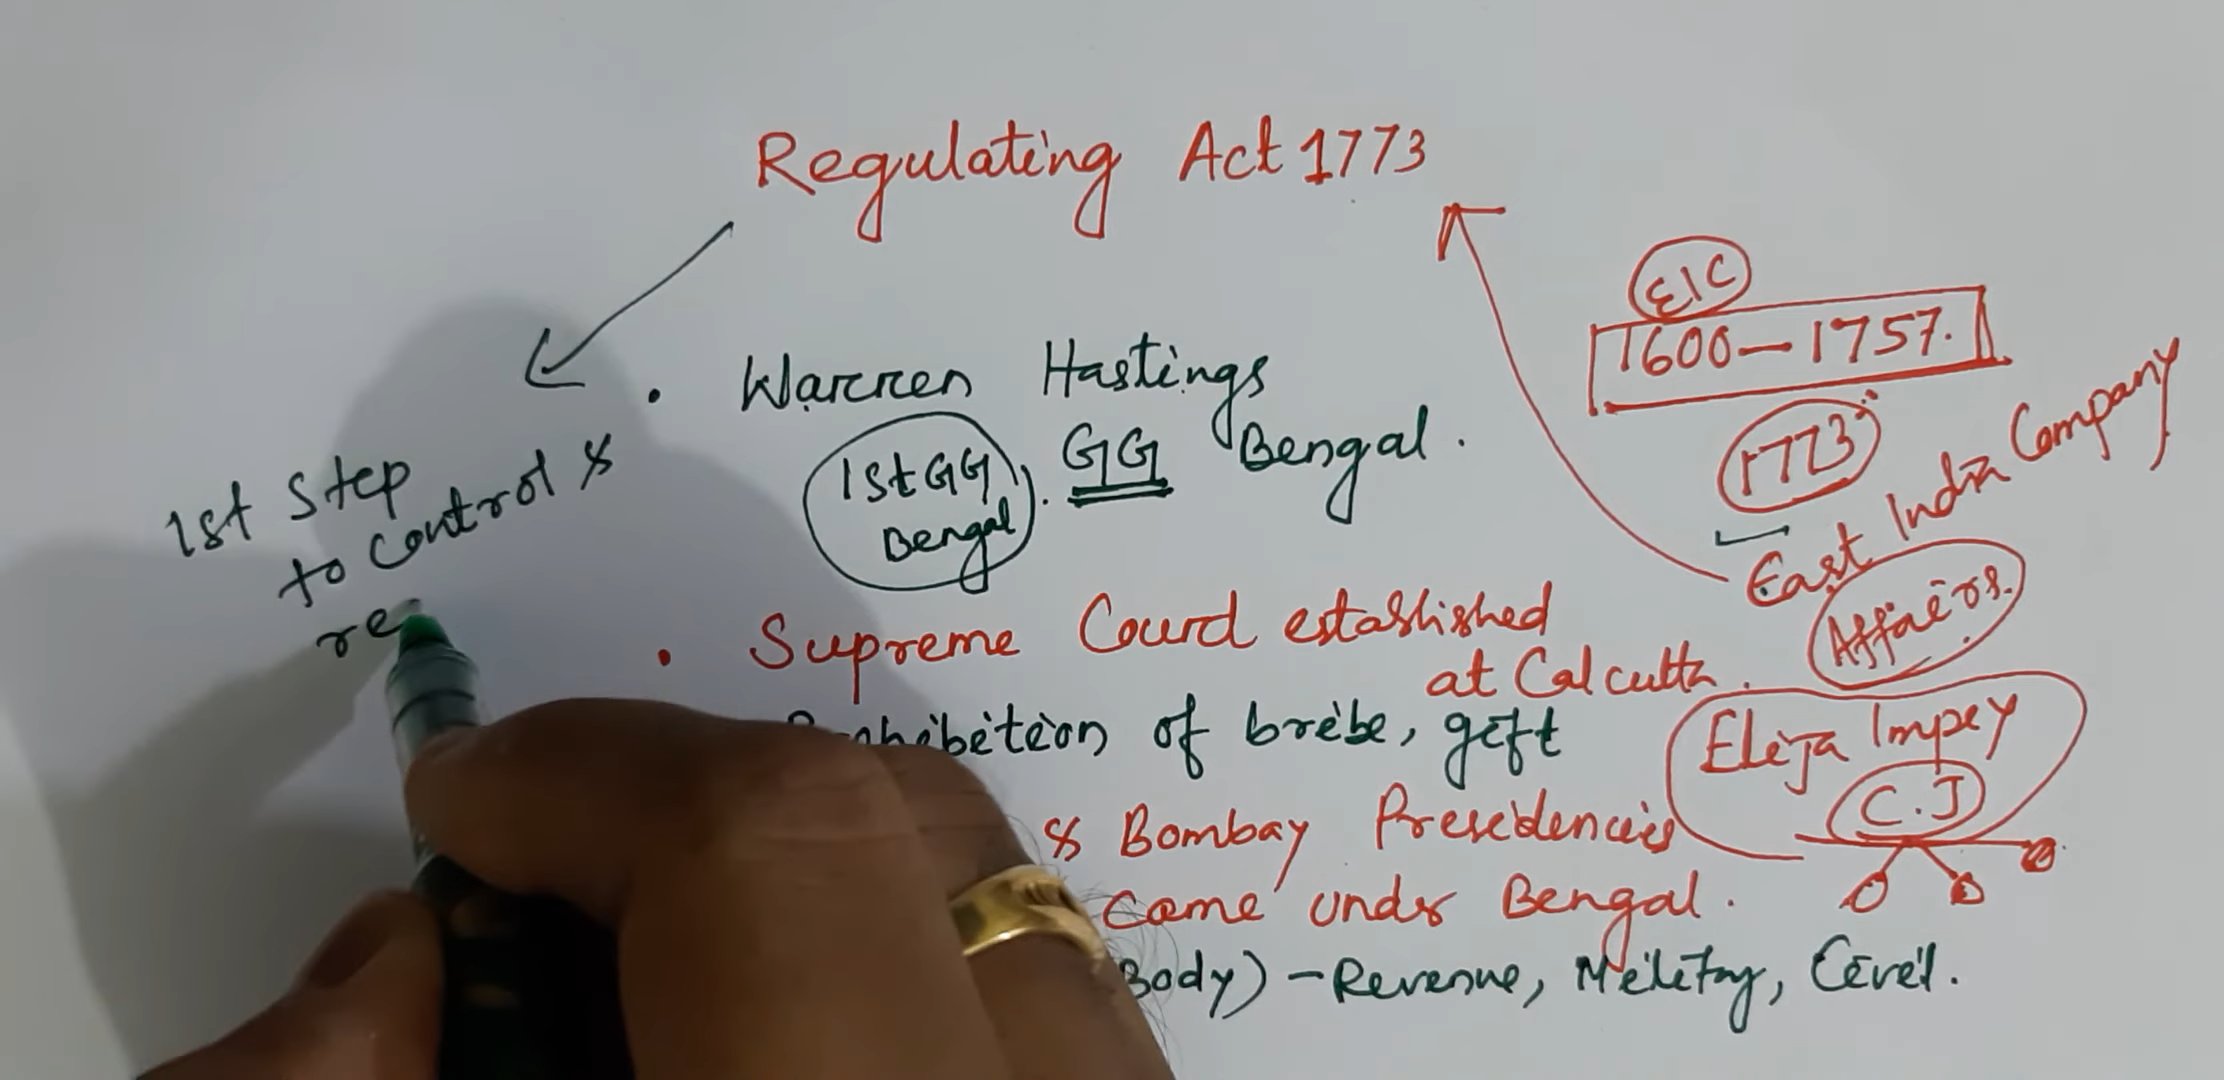 Regulating Act 1773
EIC
1600-1757.
1773
East India Company
Affairs.
. Warren Hastings
1st GG
Bengal
. GG Bengal.
1st Step
to control &
re
. Supreme Court established
at Calcutta.
of bribe, gift
Elija Impey
C.J
& Bombay Presidencies
came under Bengal.
Body) - Revenue, Military, Civil.